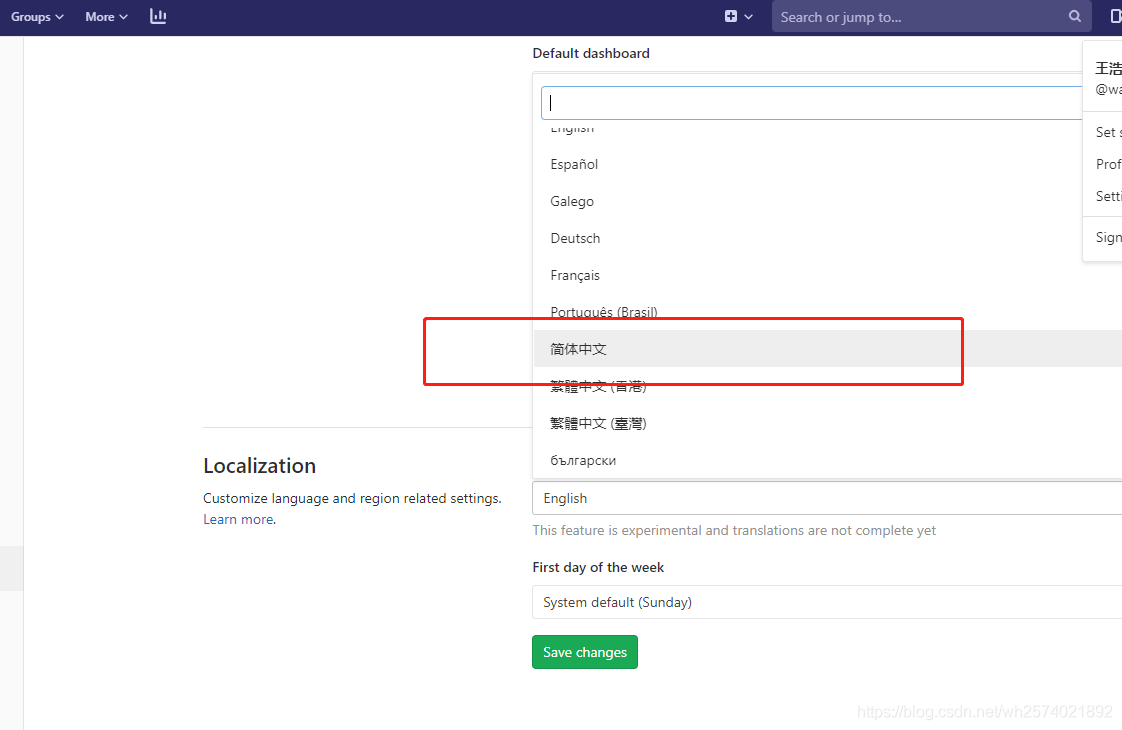 Groups
More
Search or jump to...
Default dashboard
王浩
@wa
English
Set s
Español
Prof
Galego
Setti
Deutsch
Sign
Français
Português (Brasil)
简体中文
繁體中文 (香港)
繁體中文 (臺灣)
български
Localization
Customize language and region related settings.
Learn more.
English
This feature is experimental and translations are not complete yet
First day of the week
System default (Sunday)
Save changes
https://blog.csdn.net/wh2574021892